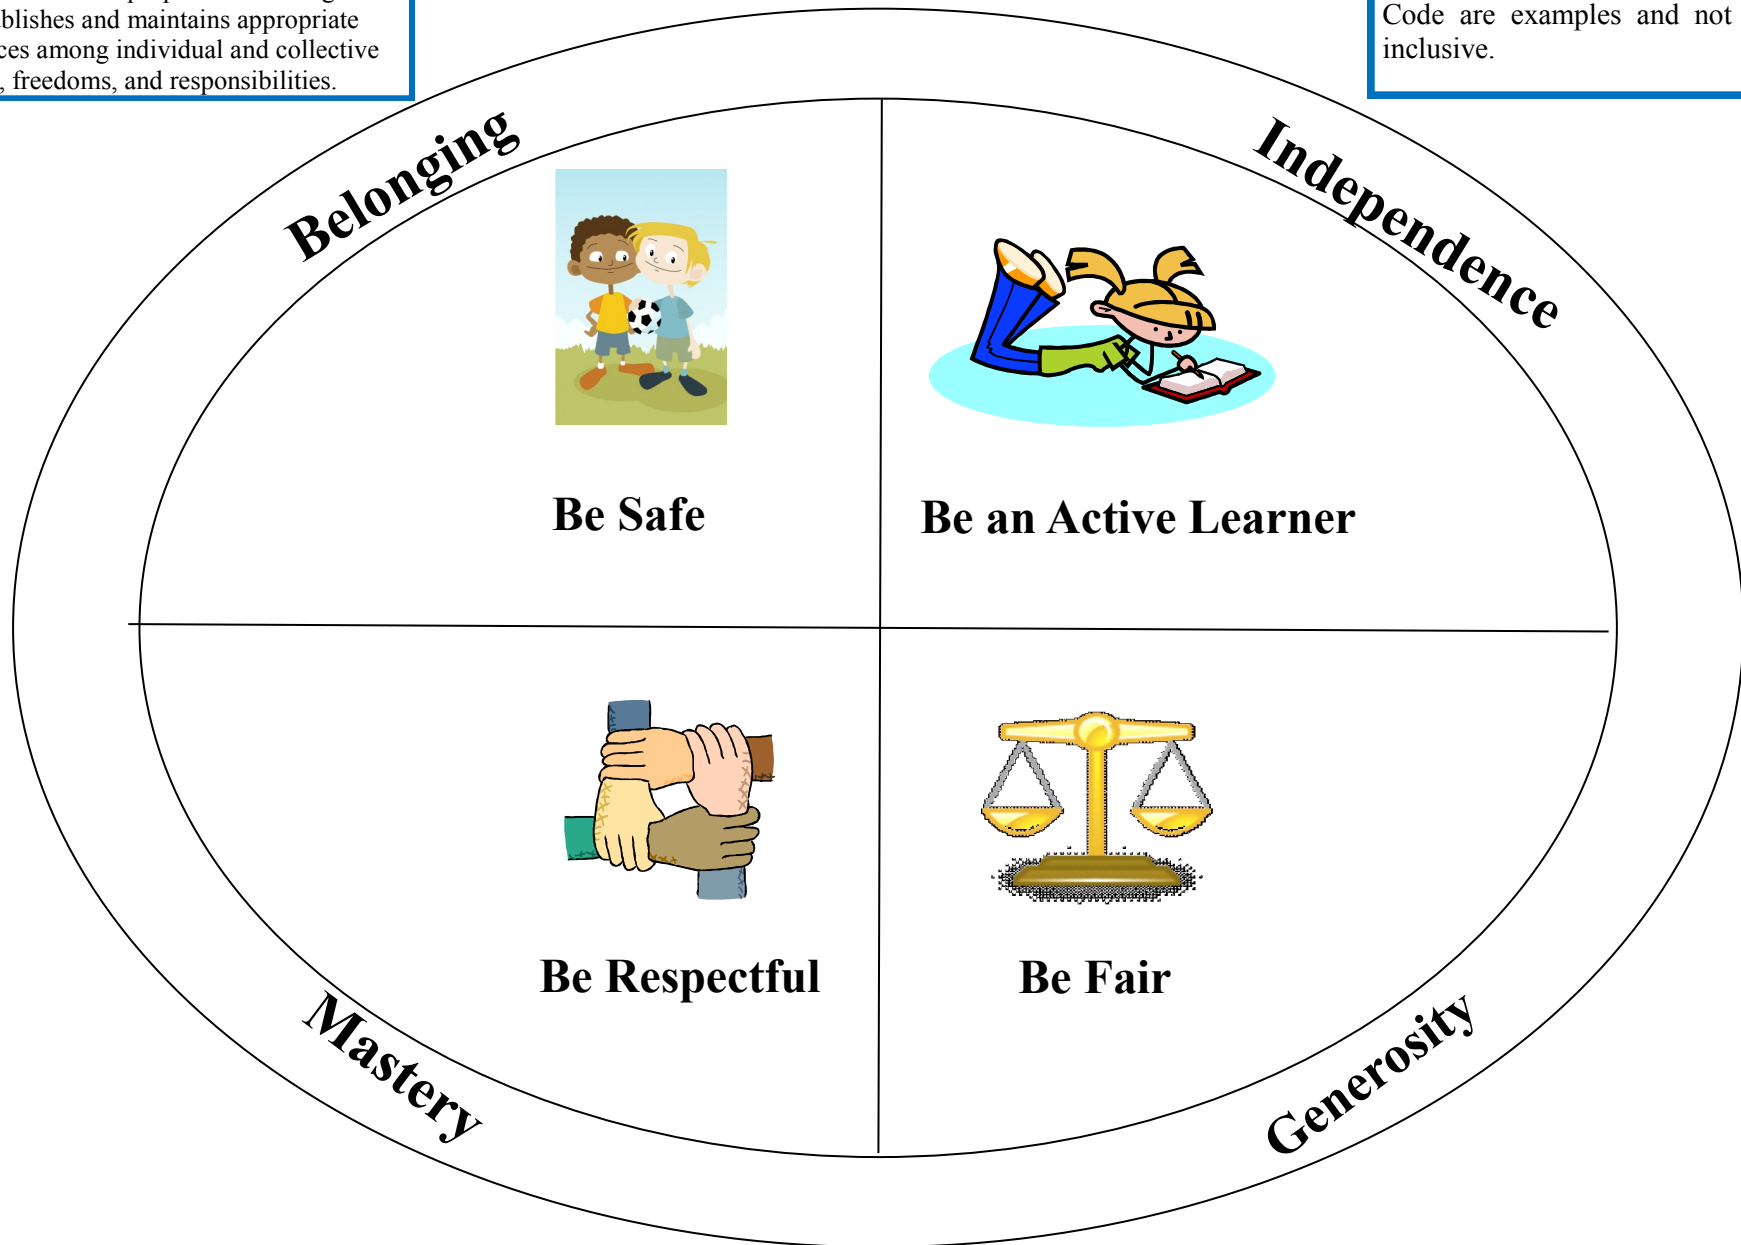 ablishes and maintains appropriate
ces among individual and collective
, freedoms, and responsibilities.
Code are examples and not
inclusive.
Belonging
Independence
Be Safe
Be an Active Learner
Be Respectful
Be Fair
Mastery
Generosity